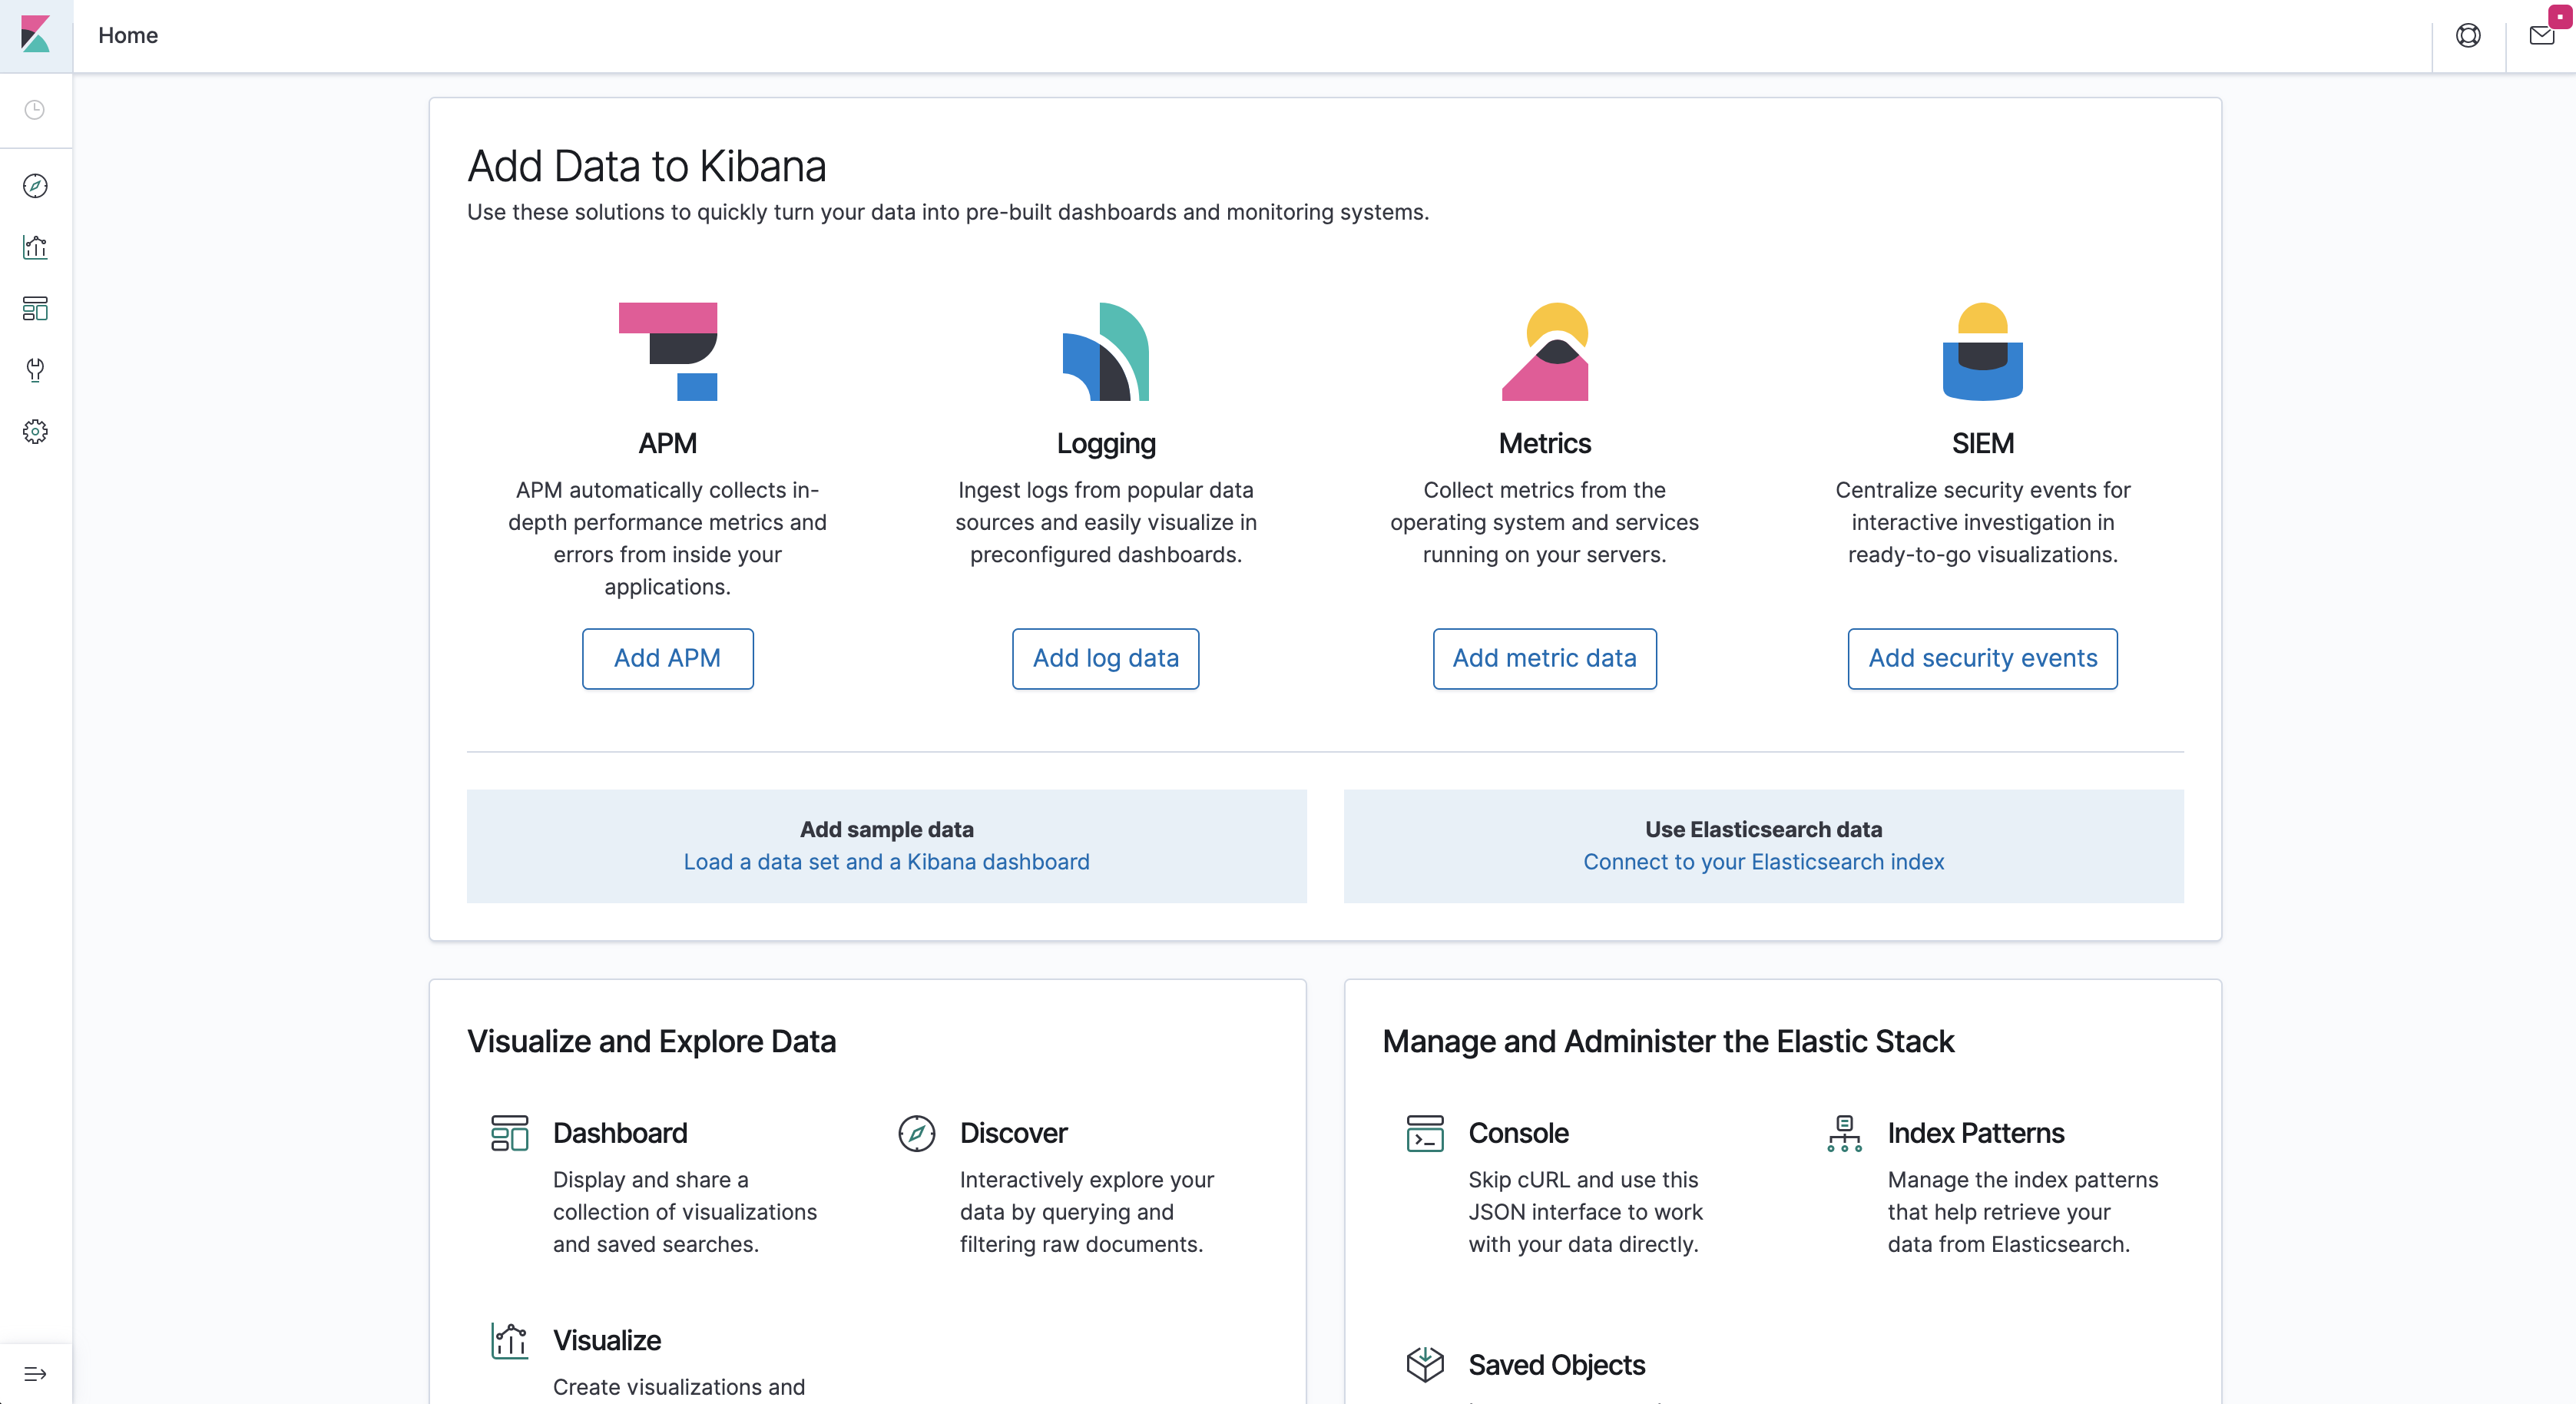 Home
Add Data to Kibana
Use these solutions to quickly turn your data into pre-built dashboards and monitoring systems.
APM
APM automatically collects in-
depth performance metrics and
errors from inside your
applications.
Add APM
Logging
Ingest logs from popular data
sources and easily visualize in
preconfigured dashboards.
Add log data
Metrics
Collect metrics from the
operating system and services
running on your servers.
Add metric data
SIEM
Centralize security events for
interactive investigation in
ready-to-go visualizations.
Add security events
Add sample data
Load a data set and a Kibana dashboard
Use Elasticsearch data
Connect to your Elasticsearch index
Visualize and Explore Data
Dashboard
Display and share a
collection of visualizations
and saved searches.
Discover
Interactively explore your
data by querying and
filtering raw documents.
Visualize
Create visualizations and
Manage and Administer the Elastic Stack
Console
Skip cURL and use this
JSON interface to work
with your data directly.
Index Patterns
Manage the index patterns
that help retrieve your
data from Elasticsearch.
Saved Objects